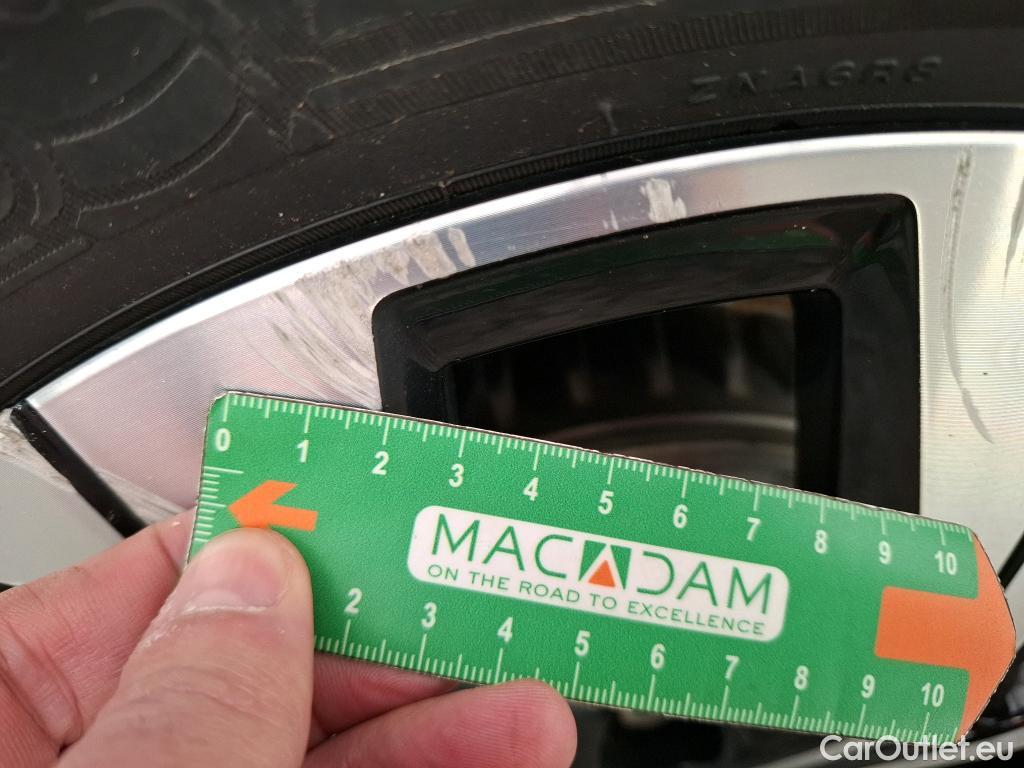 ZNA6RS
0 1 2 3 4 5 6 7 8 9 10
MACADAM
ON THE ROAD TO EXCELLENCE
2 3 4 5 6 7 8 9 10
CarOutlet.eu